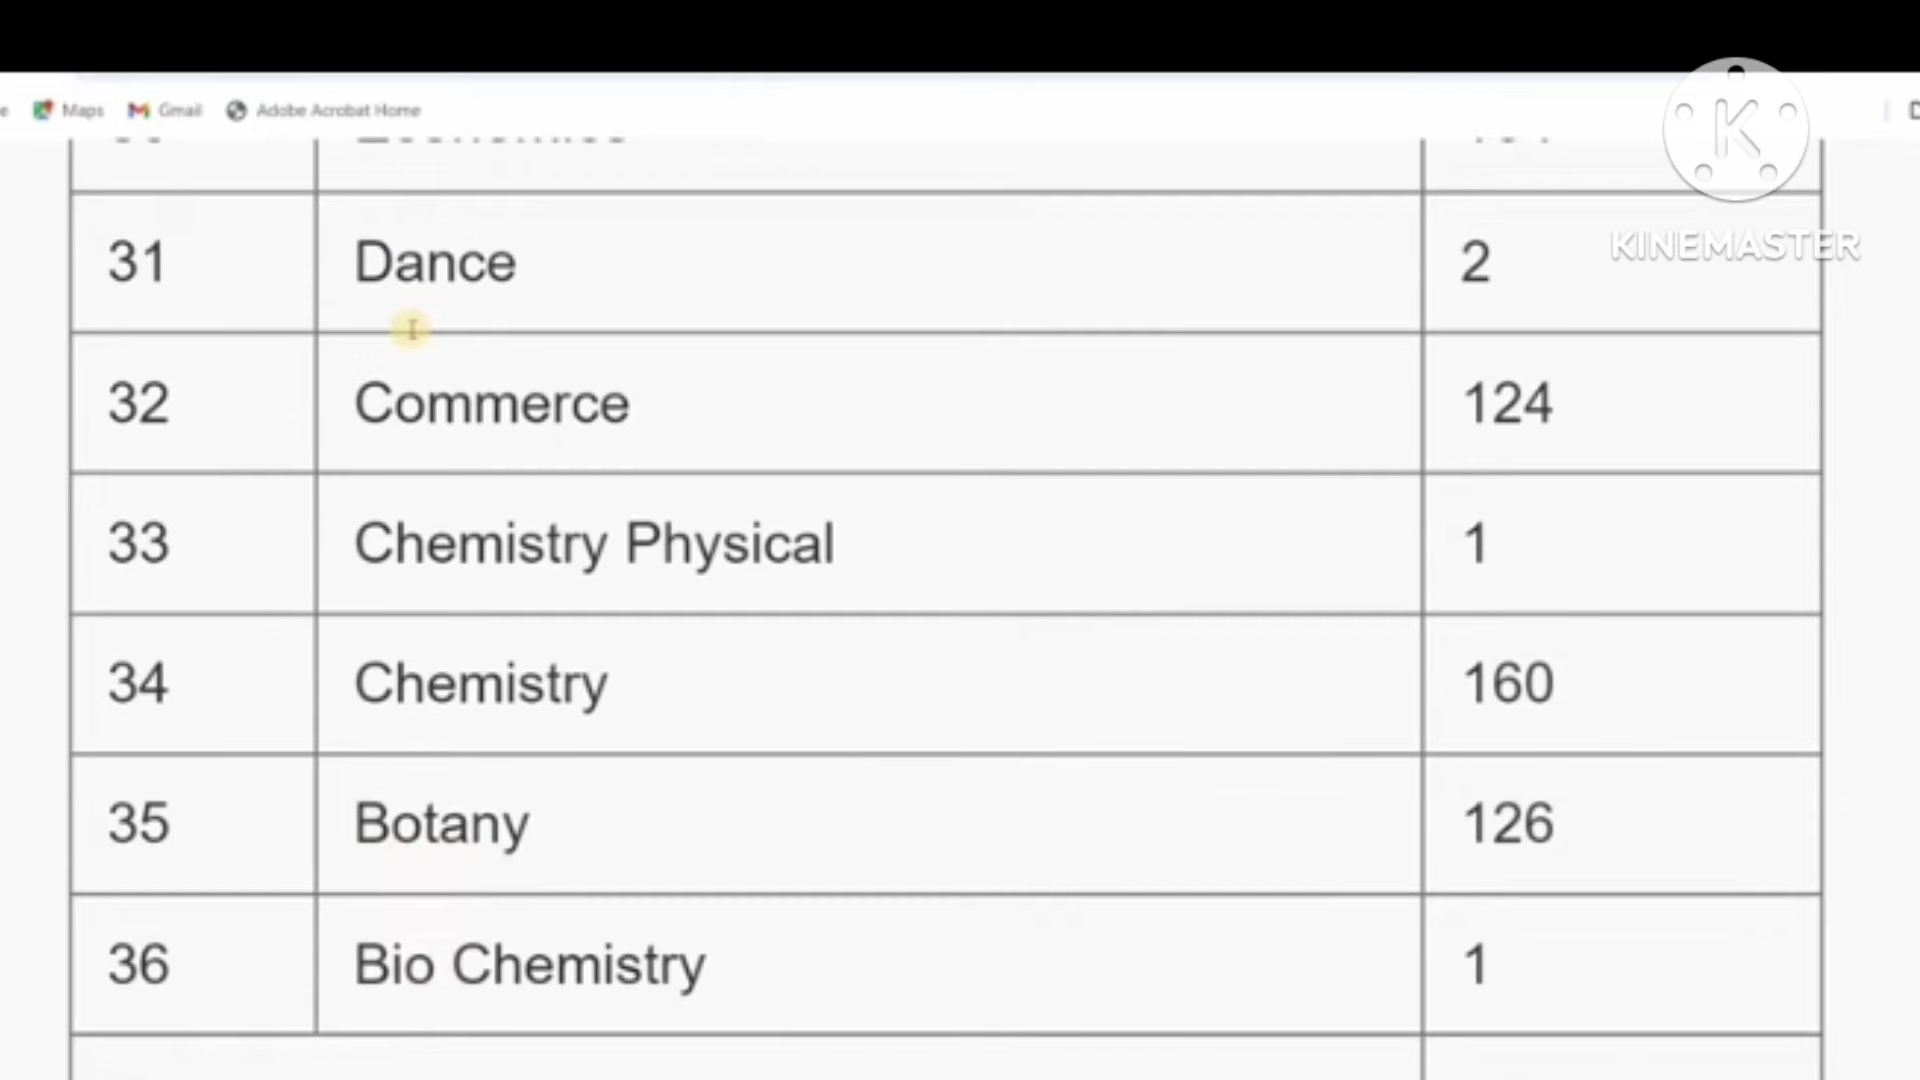 Maps Gmail Adobe Acrobat Home
K
KINEMASTER
31 Dance 2
32 Commerce 124
33 Chemistry Physical 1
34 Chemistry 160
35 Botany 126
36 Bio Chemistry 1